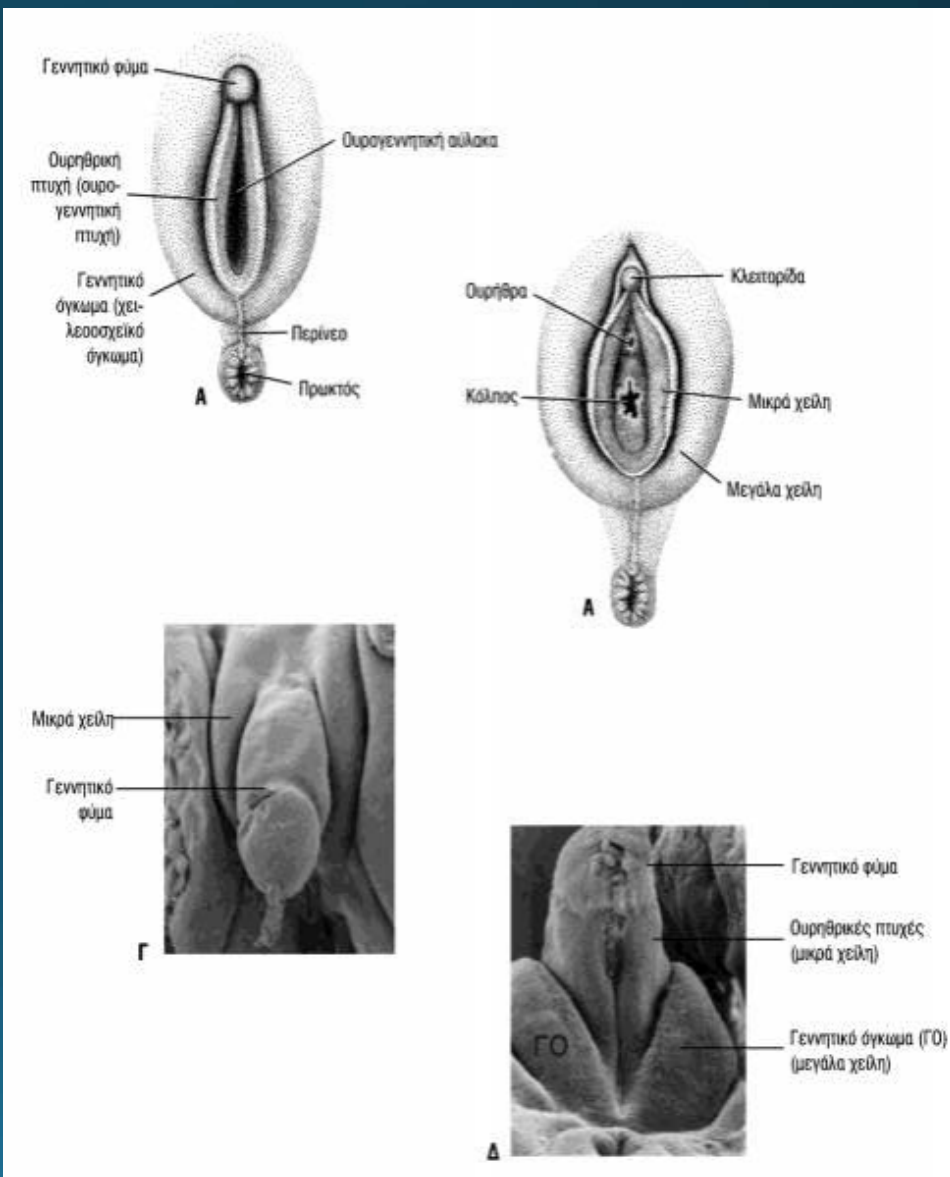 Γεννητικό φύμα
Ουρηθρική
πτυχή (ουρο-
γεννητική
πτυχή)
Γεννητικό
όγκωμα (χει-
λεοοσχεϊκό
όγκωμα)
Ουρογεννητική αύλακα
Περίνεο
Πρωκτός
Α
Ουρήθρα
Κόλπος
Κλειτορίδα
Μικρά χείλη
Μεγάλα χείλη
Α
Μικρά χείλη
Γεννητικό
φύμα
Γ
Γεννητικό φύμα
Ουρηθρικές πτυχές
(μικρά χείλη)
Γεννητικό όγκωμα (ΓΟ)
(μεγάλα χείλη)
ΓΟ
Δ